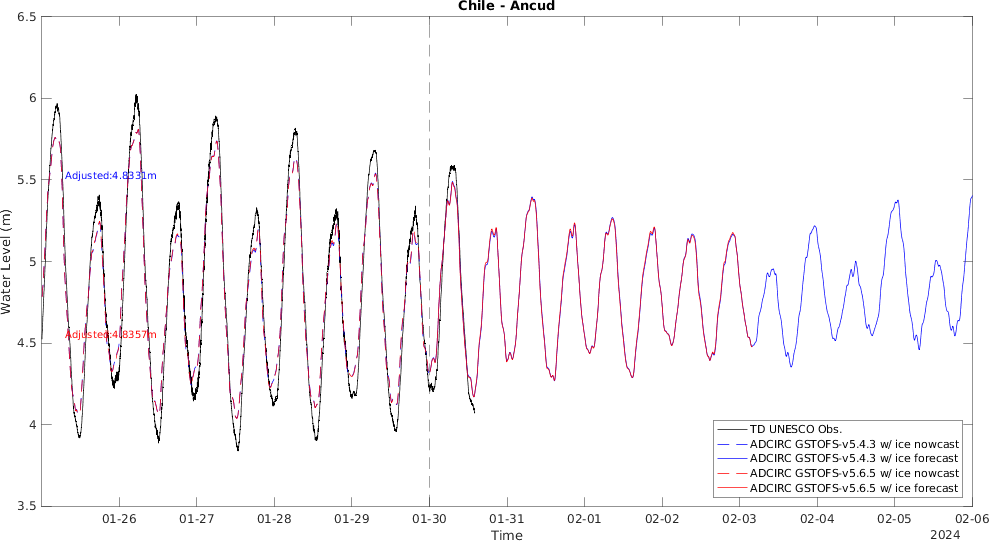 Chile - Ancud
Water Level (m)
6.5
6
5.5
5
4.5
4
3.5
Adjusted:4.8331m
Adjusted:4.8357m
TD UNESCO Obs.
ADCIRC GSTOFS-v5.4.3 w/ ice nowcast
ADCIRC GSTOFS-v5.4.3 w/ ice forecast
ADCIRC GSTOFS-v5.6.5 w/ ice nowcast
ADCIRC GSTOFS-v5.6.5 w/ ice forecast
01-26 01-27 01-28 01-29 01-30 01-31 02-01 02-02 02-03 02-04 02-05 02-06
Time
2024